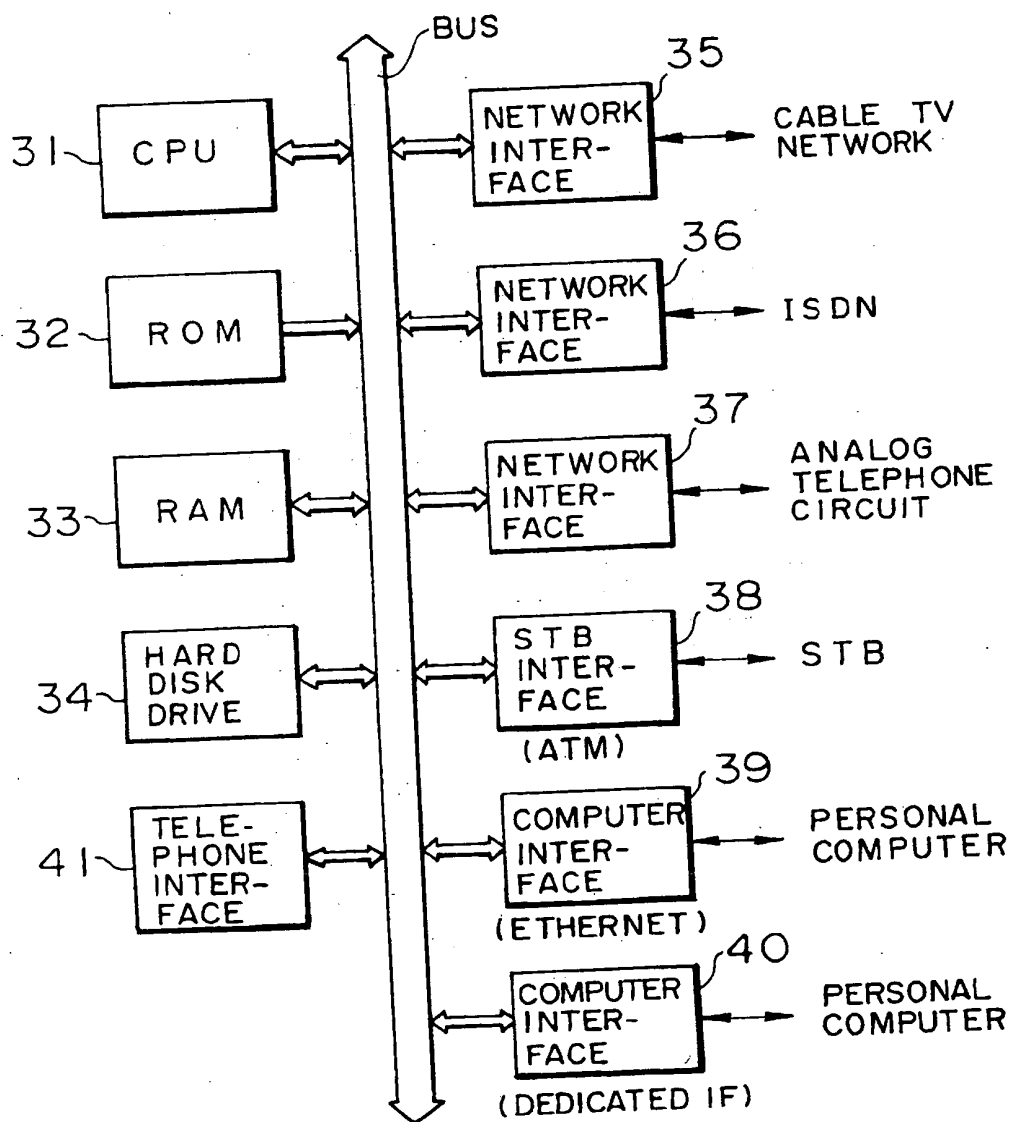 BUS
31
CPU
35
NETWORK
INTER-
FACE
CABLE TV
NETWORK
32
ROM
36
NETWORK
INTER-
FACE
ISDN
33
RAM
37
NETWORK
INTER-
FACE
ANALOG
TELEPHONE
CIRCUIT
34
HARD
DISK
DRIVE
38
STB
INTER-
FACE
(ATM)
STB
41
TELE-
PHONE
INTER-
FACE
39
COMPUTER
INTER-
FACE
(ETHERNET)
PERSONAL
COMPUTER
40
COMPUTER
INTER-
FACE
(DEDICATED IF)
PERSONAL
COMPUTER